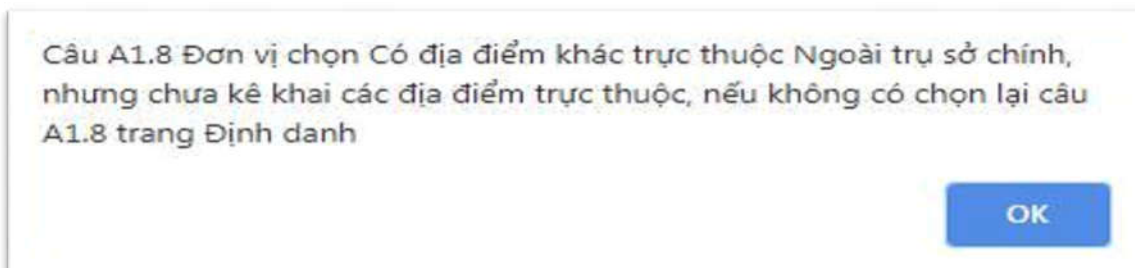 Câu A1.8 Đơn vị chọn Có địa điểm khác trực thuộc Ngoài trụ sở chính,
nhưng chưa kê khai các địa điểm trực thuộc, nếu không có chọn lại câu
A1.8 trang Định danh
OK